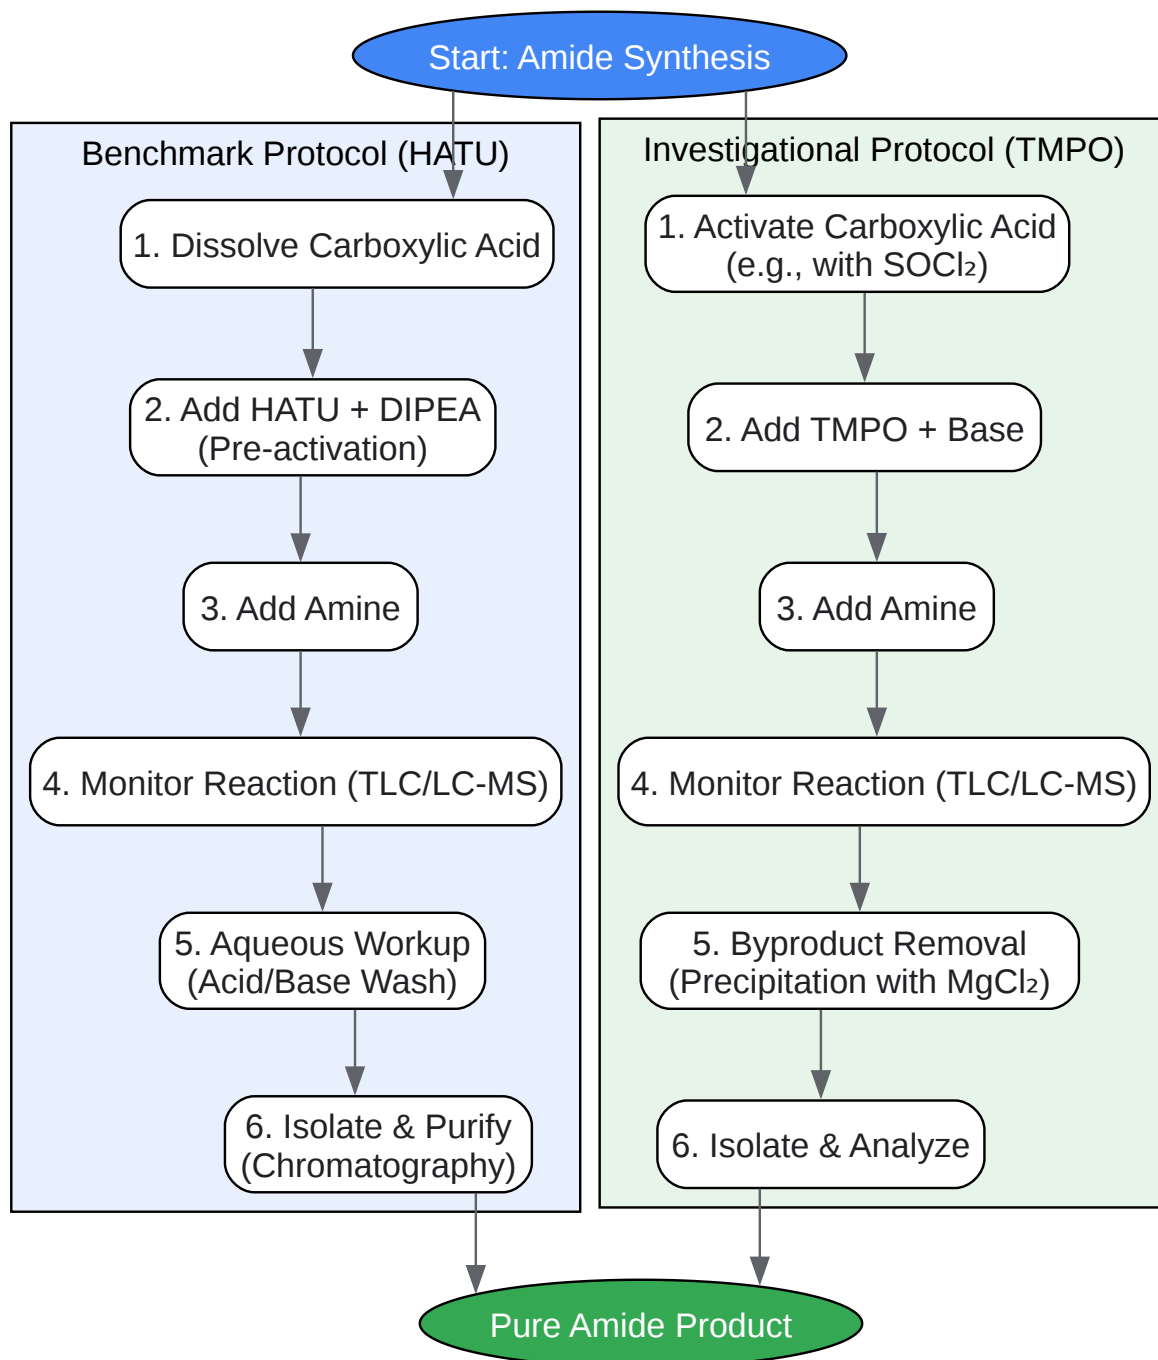 Start: Amide Synthesis
Benchmark Protocol (HATU)
1. Dissolve Carboxylic Acid
2. Add HATU + DIPEA
(Pre-activation)
3. Add Amine
4. Monitor Reaction (TLC/LC-MS)
5. Aqueous Workup
(Acid/Base Wash)
6. Isolate & Purify
(Chromatography)
Investigational Protocol (TMPO)
1. Activate Carboxylic Acid
(e.g., with SOCl₂)
2. Add TMPO + Base
3. Add Amine
4. Monitor Reaction (TLC/LC-MS)
5. Byproduct Removal
(Precipitation with MgCl₂)
6. Isolate & Analyze
Pure Amide Product